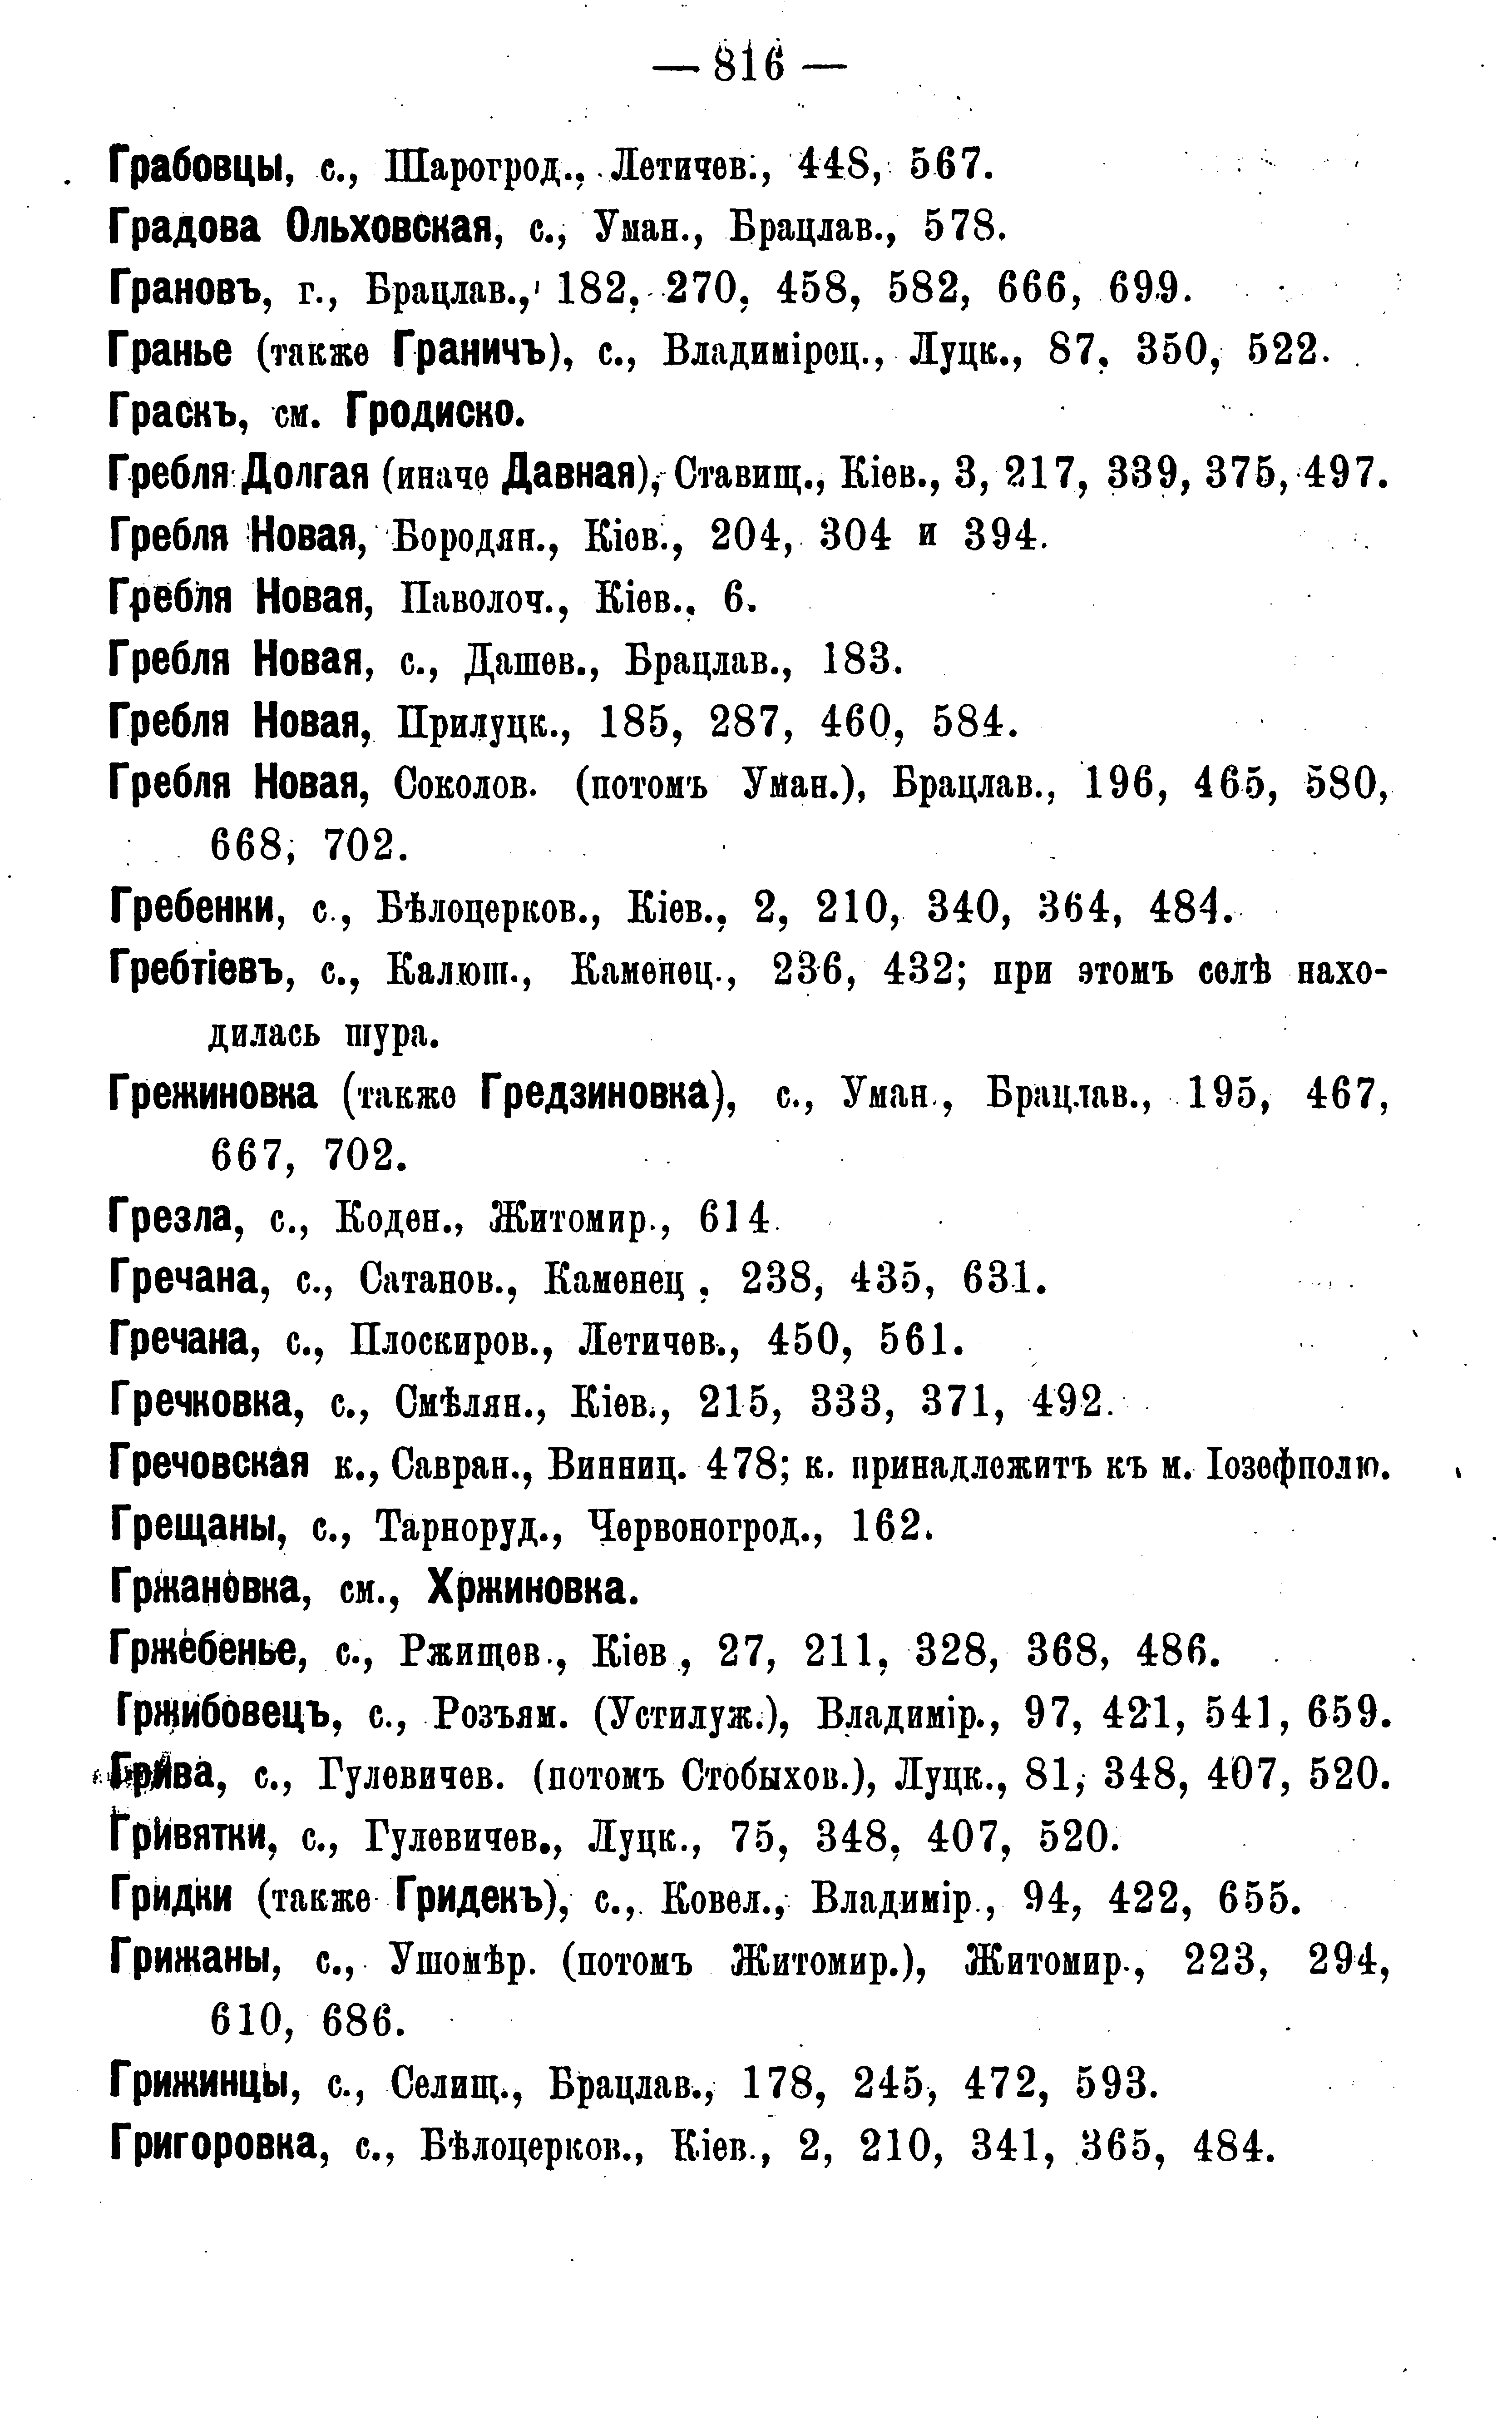 — 816 —
Грабовцы, с., Шарогрод., Летичев., 448, 567.
Градова Ольховская, с., Уман., Брацлав., 578.
Грановъ, г., Брацлав., 182, 270, 458, 582, 666, 699.
Гранье (также Граничъ), с., Владимірец., Луцк., 87, 350, 522.
Граскъ, см. Гродиско.
Гребля Долгая (иначе Давная), Ставищ., Кіев., 3, 217, 339, 375, 497.
Гребля Новая, Бородян., Кіев., 204, 304 и 394.
Гребля Новая, Паволоч., Кіев., 6.
Гребля Новая, с., Дашев., Брацлав., 183.
Гребля Новая, Прилуцк., 185, 287, 460, 584.
Гребля Новая, Соколов. (потомъ Уман.), Брацлав., 196, 465, 580,
668, 702.
Гребенки, с., Бѣлоцерков., Кіев., 2, 210, 340, 364, 484.
Гребтіевъ, с., Калюш., Каменец., 236, 432; при этомъ селѣ нахо-
дилась шура.
Грежиновка (также Гредзиновка), с., Уман., Брацлав., 195, 467,
667, 702.
Грезла, с., Коден., Житомир., 614.
Гречана, с., Сатанов., Каменец., 238, 435, 631.
Гречана, с., Плоскиров., Летичев., 450, 561.
Гречковка, с., Смѣлян., Кіев., 215, 333, 371, 492.
Гречовская к., Савран., Винниц. 478; к. принадлежитъ къ м. Іозефполю.
Грещаны, с., Тарноруд., Червоногрод., 162.
Гржановка, см., Хржиновка.
Гржебенье, с., Ржищев., Кіев., 27, 211, 328, 368, 486.
Гржибовецъ, с., Розъям. (Устилуж.), Владимір., 97, 421, 541, 659.
Грива, с., Гулевичев. (потомъ Стобыхов.), Луцк., 81, 348, 407, 520.
Гривятки, с., Гулевичев., Луцк., 75, 348, 407, 520.
Гридки (также Гриденъ), с., Ковел., Владимір., 94, 422, 655.
Грижаны, с., Ушомѣр. (потомъ Житомир.), Житомир., 223, 294,
610, 686.
Грижинцы, с., Селищ., Брацлав., 178, 245, 472, 593.
Григоровка, с., Бѣлоцерков., Кіев., 2, 210, 341, 365, 484.